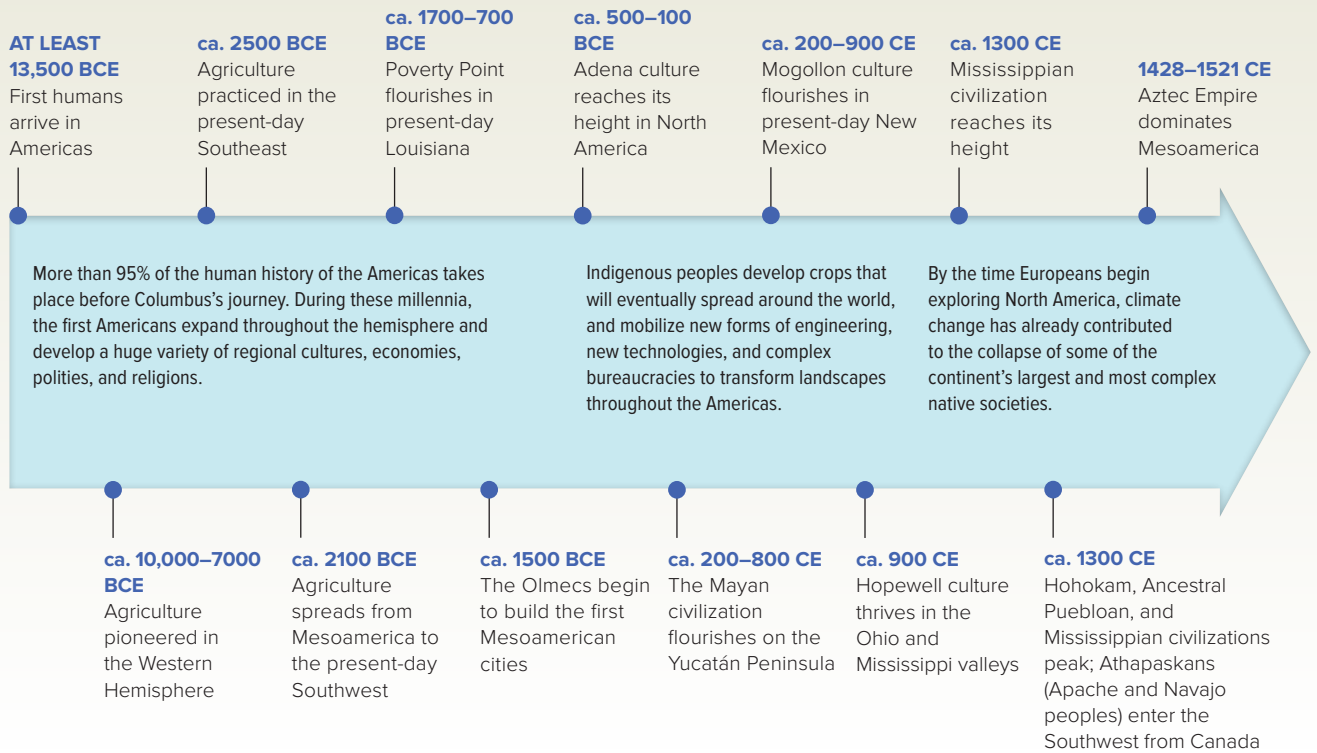 AT LEAST
13,500 BCE
First humans
arrive in
Americas
ca. 2500 BCE
Agriculture
practiced in the
present-day
Southeast
ca. 1700–700
BCE
Poverty Point
flourishes in
present-day
Louisiana
ca. 500–100
BCE
Adena culture
reaches its
height in North
America
ca. 200–900 CE
Mogollon culture
flourishes in
present-day New
Mexico
ca. 1300 CE
Mississippian
civilization
reaches its
height
1428–1521 CE
Aztec Empire
dominates
Mesoamerica
More than 95% of the human history of the Americas takes
place before Columbus’s journey. During these millennia,
the first Americans expand throughout the hemisphere and
develop a huge variety of regional cultures, economies,
polities, and religions.
Indigenous peoples develop crops that
will eventually spread around the world,
and mobilize new forms of engineering,
new technologies, and complex
bureaucracies to transform landscapes
throughout the Americas.
By the time Europeans begin
exploring North America, climate
change has already contributed
to the collapse of some of the
continent’s largest and most complex
native societies.
ca. 10,000–7000
BCE
Agriculture
pioneered in
the Western
Hemisphere
ca. 2100 BCE
Agriculture
spreads from
Mesoamerica to
the present-day
Southwest
ca. 1500 BCE
The Olmecs begin
to build the first
Mesoamerican
cities
ca. 200–800 CE
The Mayan
civilization
flourishes on the
Yucatán Peninsula
ca. 900 CE
Hopewell culture
thrives in the
Ohio and
Mississippi valleys
ca. 1300 CE
Hohokam, Ancestral
Puebloan, and
Mississippian civilizations
peak; Athapaskans
(Apache and Navajo
peoples) enter the
Southwest from Canada